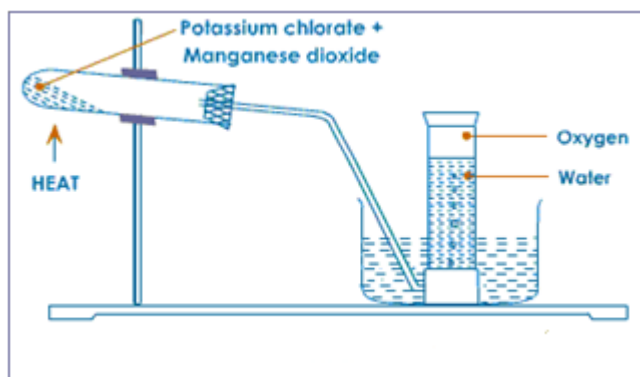 Potassium chlorate +
Manganese dioxide
Oxygen
Water
HEAT